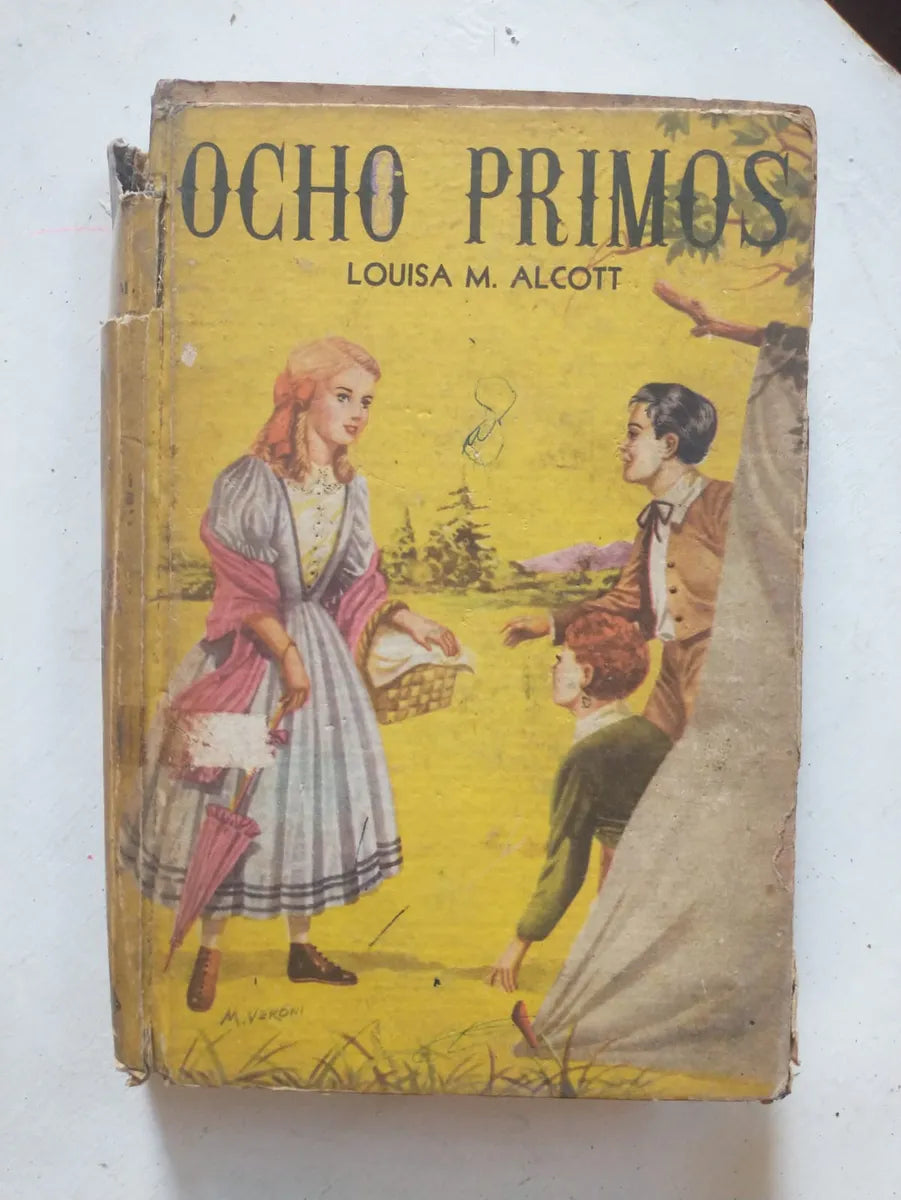 OCHO PRIMOS
LOUISA M. ALCOTT
M. VERONI